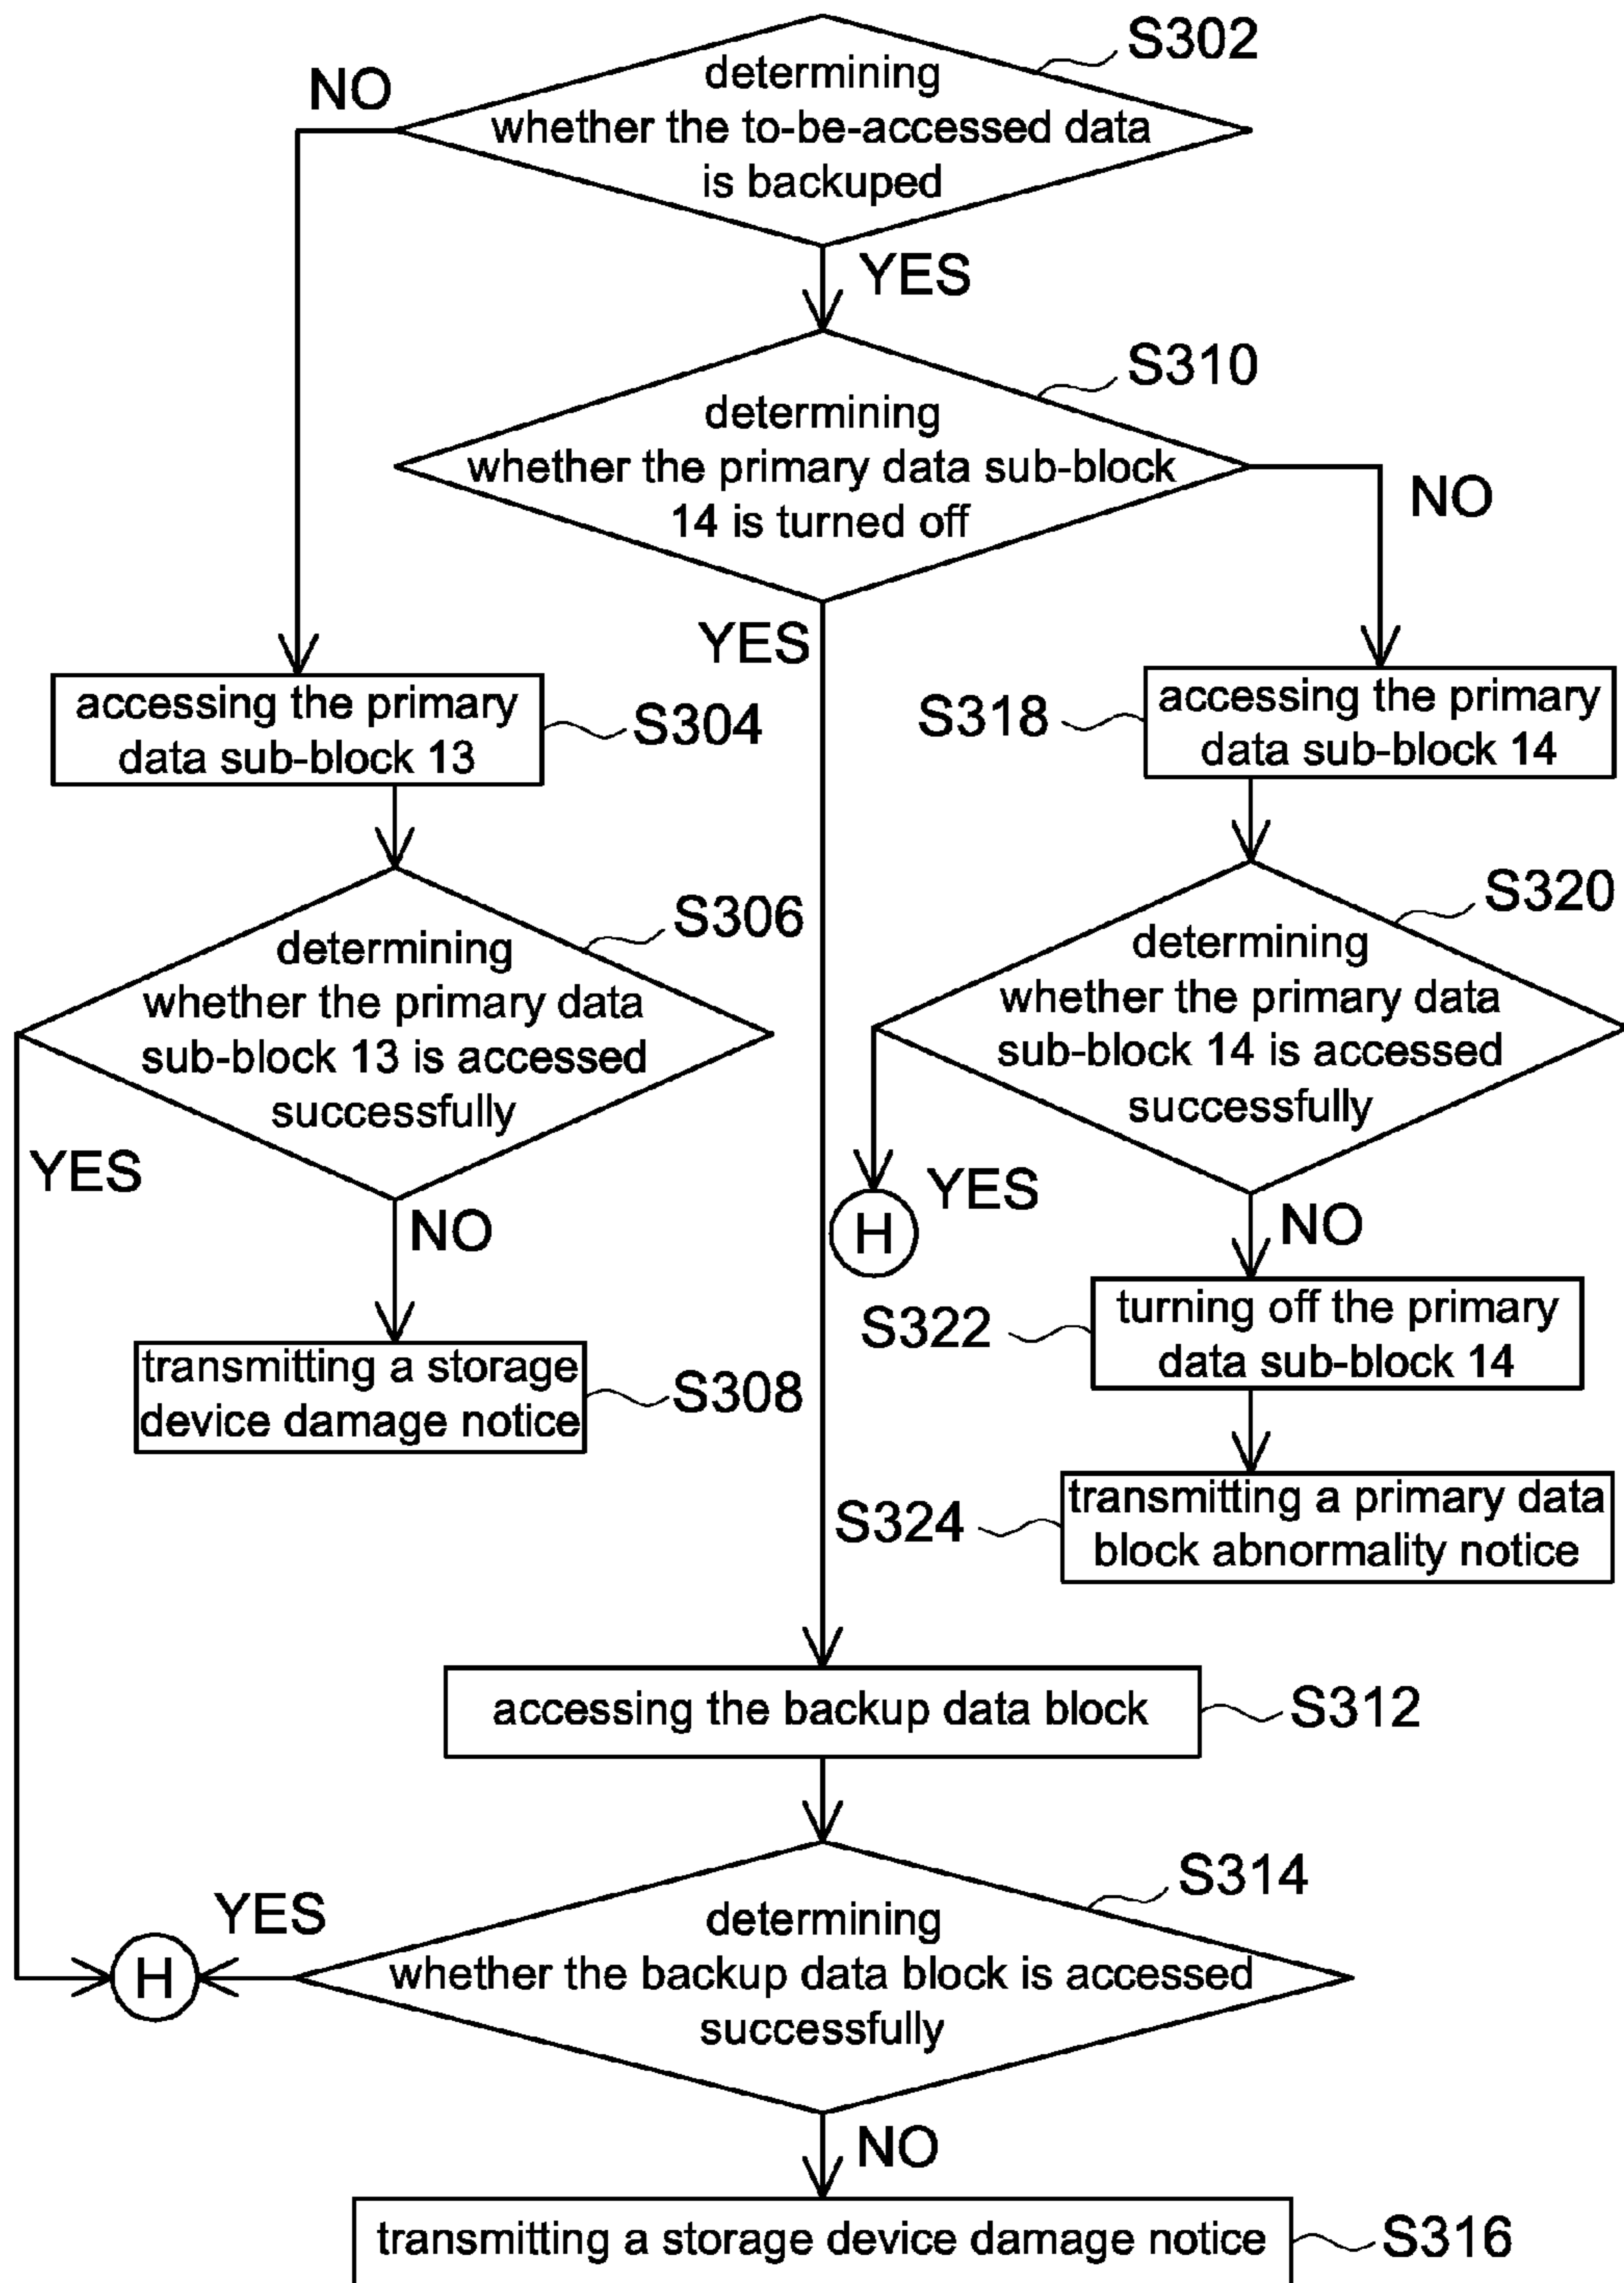 S302
NO
determining
whether the to-be-accessed data
is backuped
YES
S310
determining
whether the primary data sub-block
14 is turned off
NO
YES
accessing the primary
data sub-block 13
S304
S318
accessing the primary
data sub-block 14
S306
determining
whether the primary data
sub-block 13 is accessed
successfully
S320
determining
whether the primary data
sub-block 14 is accessed
successfully
YES
NO
YES
H
NO
S322
turning off the primary
data sub-block 14
transmitting a storage
device damage notice
S308
S324
transmitting a primary data
block abnormality notice
accessing the backup data block
S312
S314
YES
H
determining
whether the backup data block is accessed
successfully
NO
transmitting a storage device damage notice
S316